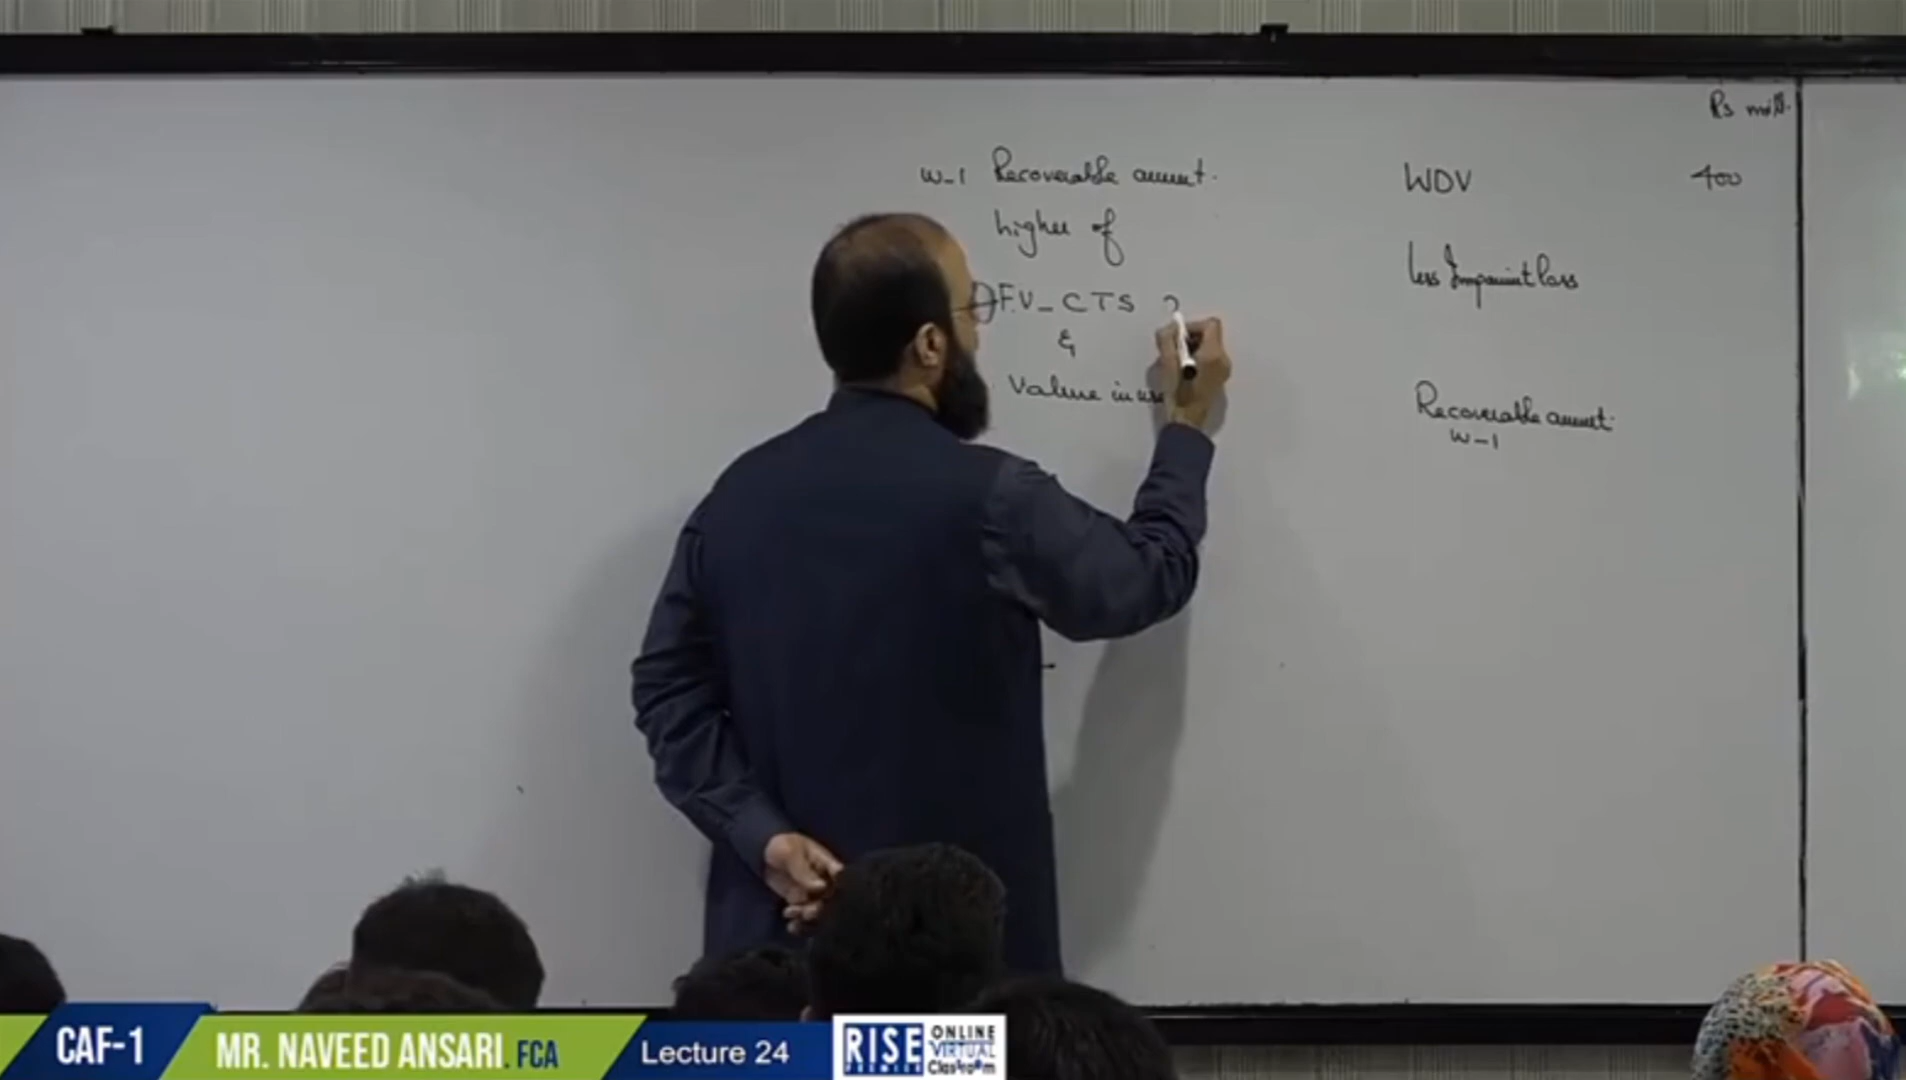 Rs mill.
W-1 Recoverable amount.
higher of
F.V - CTS
&
Value in use
WDV 400
less Impairment loss
Recoverable amount.
W-1
CAF-1
MR. NAVEED ANSARI. FCA
Lecture 24
RISE
PREMIER
ONLINE
VIRTUAL
Classroom